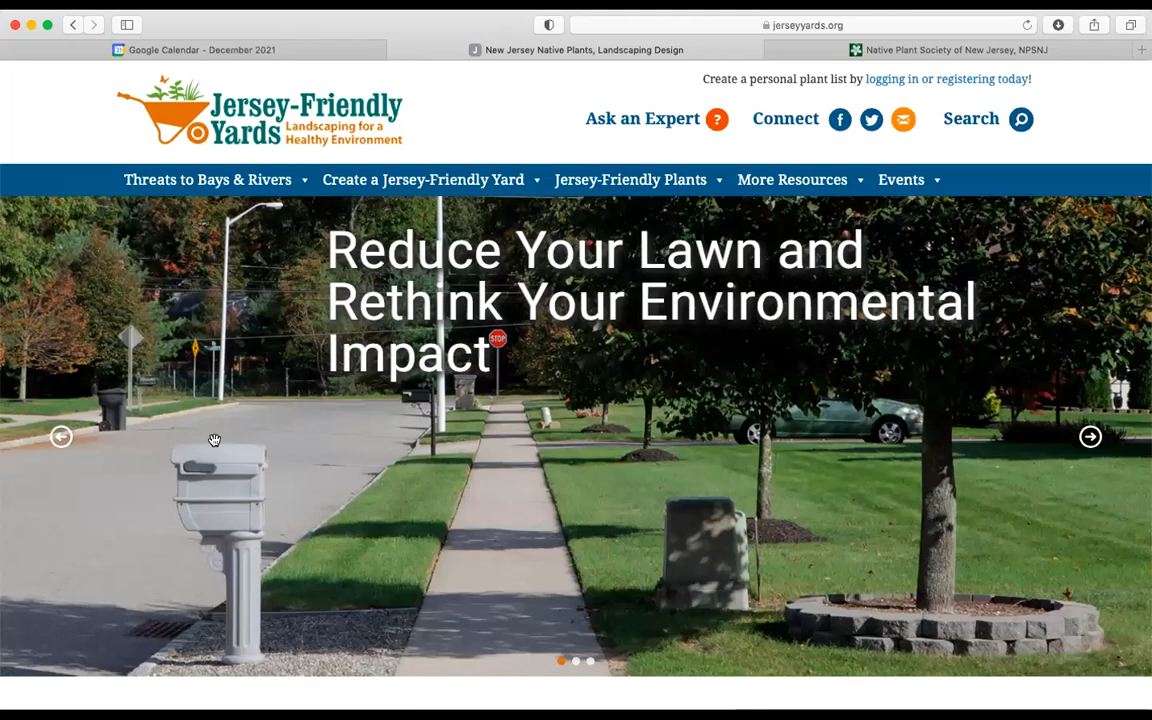 jerseyyards.org
Google Calendar - December 2021
New Jersey Native Plants, Landscaping Design
Native Plant Society of New Jersey, NPSNJ
Create a personal plant list by logging in or registering today!
Jersey-Friendly
Yards Landscaping for a
Healthy Environment
Ask an Expert ?
Connect
Search
Threats to Bays & Rivers
Create a Jersey-Friendly Yard
Jersey-Friendly Plants
More Resources
Events
Reduce Your Lawn and
Rethink Your Environmental
Impact
STOP